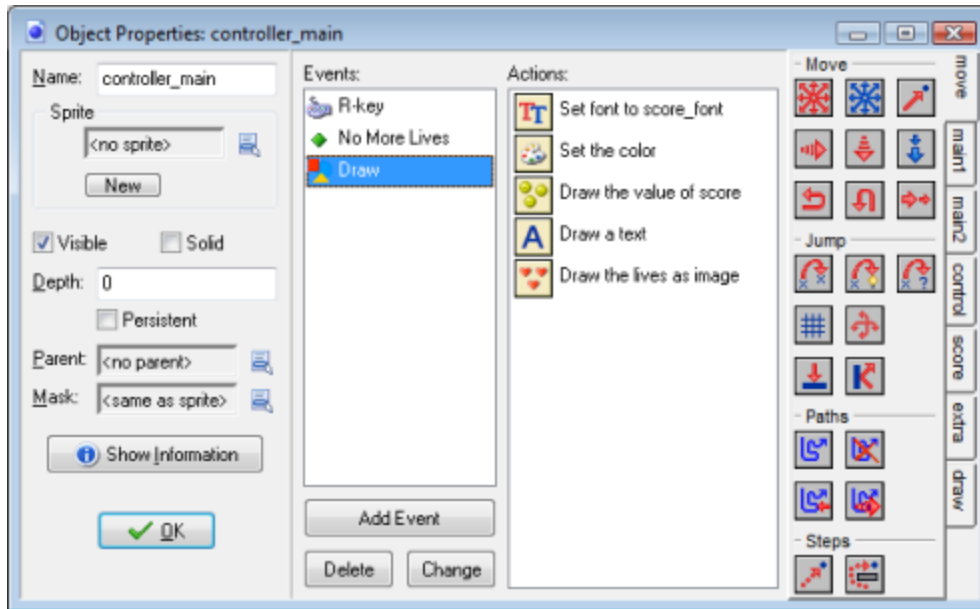 Object Properties: controller_main
Name: controller_main
Sprite
<no sprite>
New
Visible Solid
Depth: 0
Persistent
Parent: <no parent>
Mask: <same as sprite>
Show Information
OK
Events:
R-key
No More Lives
Draw
Add Event
Delete Change
Actions:
Set font to score_font
Set the color
Draw the value of score
Draw a text
Draw the lives as image
Move
Jump
Paths
Steps
move
main1
main2
control
score
extra
draw